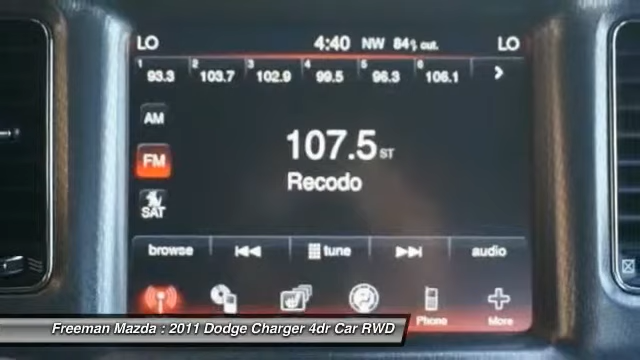 LO 4:40 NW 84°F out. LO
1 93.3 2 103.7 3 102.9 4 99.5 5 96.3 6 106.1
AM
107.5 ST
FM
Recodo
SAT
browse tune audio
Phone More
Freeman Mazda : 2011 Dodge Charger 4dr Car RWD